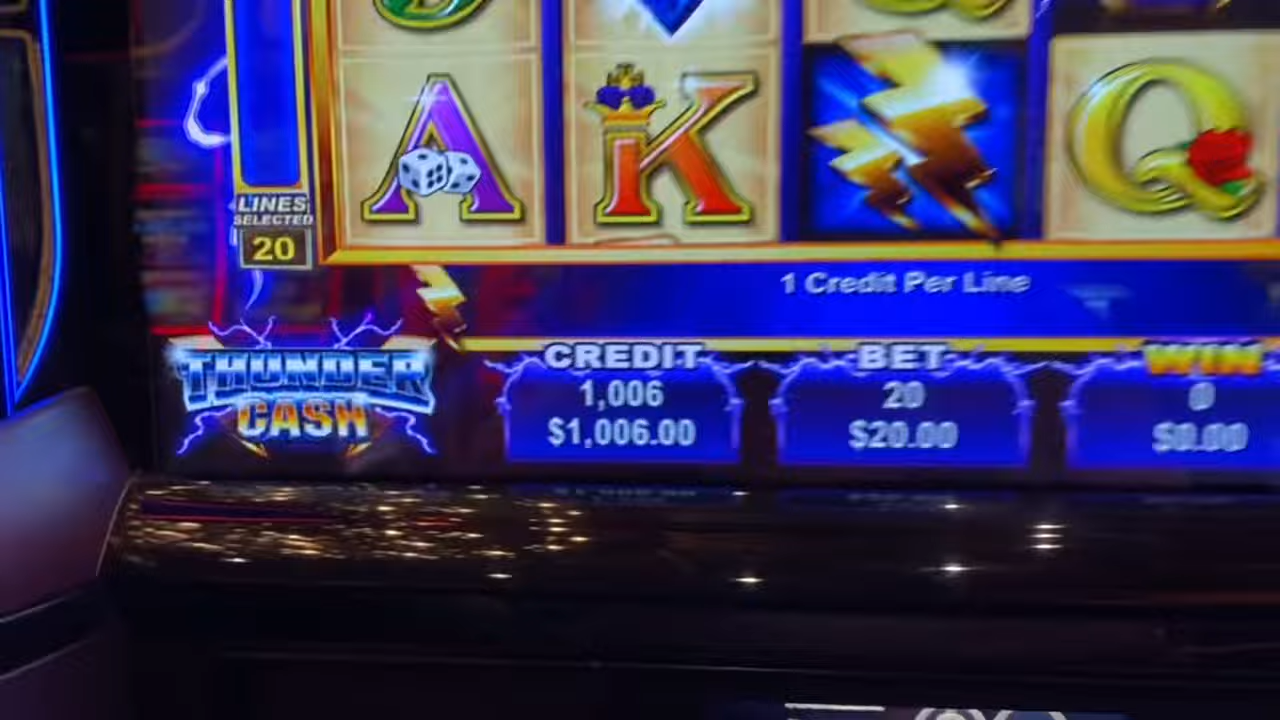 A
K
Q
LINES
SELECTED
20
1 Credit Per Line
THUNDER
CASH
CREDIT
1,006
$1,006.00
BET
20
$20.00
WIN
0
$0.00